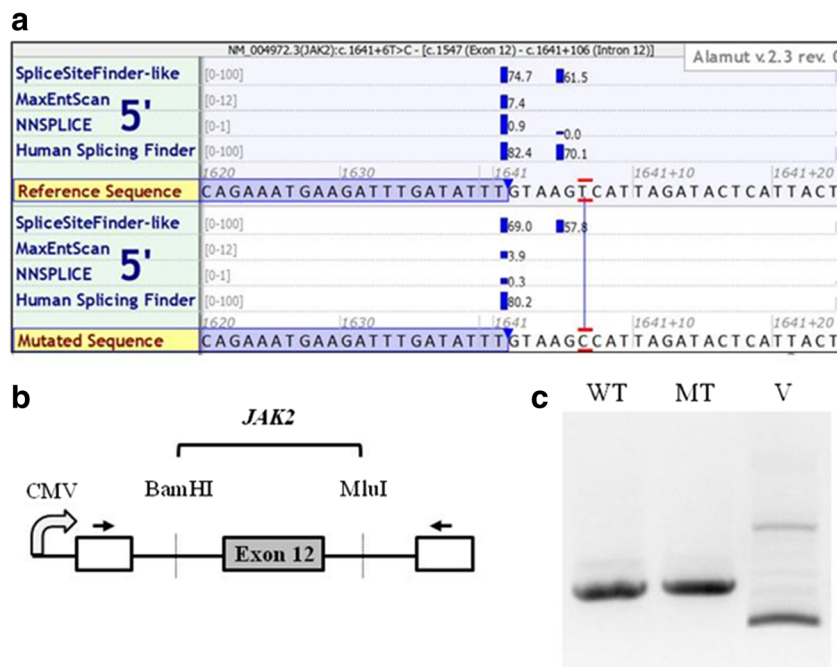 a
NM_004972.3(JAK2):c.1641+6T>C - [c.1547 (Exon 12) - c.1641+106 (Intron 12)]
Alamut v.2.3 rev.
SpliceSiteFinder-like [0-100] 74.7 61.5
MaxEntScan [0-12] 7.4
5'
NNSPLICE [0-1] 0.9 0.0
Human Splicing Finder [0-100] 82.4 70.1
1620 1630 1641 1641+10 1641+20
Reference Sequence CAGAAATGAAGATTTGATATTTGTAAGTCATTAGATACTCATTACT
SpliceSiteFinder-like [0-100] 69.0 57.8
MaxEntScan [0-12] 3.9
5'
NNSPLICE [0-1] 0.3
Human Splicing Finder [0-100] 80.2
1620 1630 1641 1641+10 1641+20
Mutated Sequence CAGAAATGAAGATTTGATATTTGTAAGCCATTAGATACTCATTACT
b
JAK2
CMV BamHI MluI
Exon 12
c
WT MT V